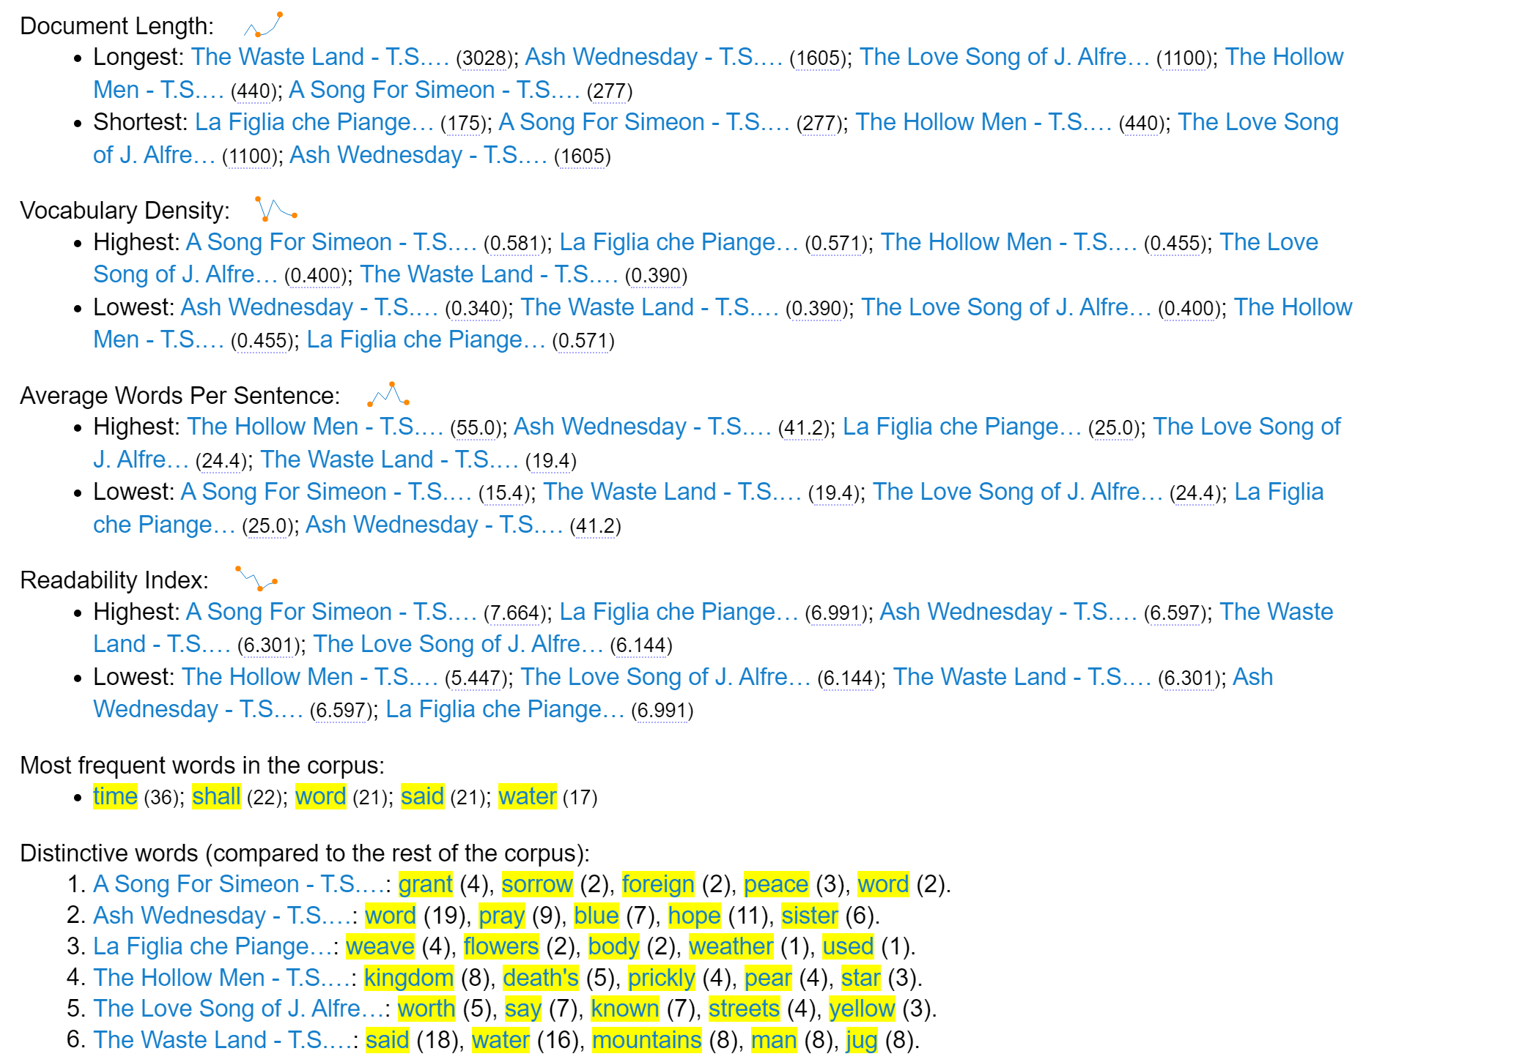 Document Length:
• Longest: The Waste Land - T.S.… (3028); Ash Wednesday - T.S.… (1605); The Love Song of J. Alfre… (1100); The Hollow
Men - T.S.… (440); A Song For Simeon - T.S.… (277)
• Shortest: La Figlia che Piange… (175); A Song For Simeon - T.S.… (277); The Hollow Men - T.S.… (440); The Love Song
of J. Alfre… (1100); Ash Wednesday - T.S.… (1605)
Vocabulary Density:
• Highest: A Song For Simeon - T.S.… (0.581); La Figlia che Piange… (0.571); The Hollow Men - T.S.… (0.455); The Love
Song of J. Alfre… (0.400); The Waste Land - T.S.… (0.390)
• Lowest: Ash Wednesday - T.S.… (0.340); The Waste Land - T.S.… (0.390); The Love Song of J. Alfre… (0.400); The Hollow
Men - T.S.… (0.455); La Figlia che Piange… (0.571)
Average Words Per Sentence:
• Highest: The Hollow Men - T.S.… (55.0); Ash Wednesday - T.S.… (41.2); La Figlia che Piange… (25.0); The Love Song of
J. Alfre… (24.4); The Waste Land - T.S.… (19.4)
• Lowest: A Song For Simeon - T.S.… (15.4); The Waste Land - T.S.… (19.4); The Love Song of J. Alfre… (24.4); La Figlia
che Piange… (25.0); Ash Wednesday - T.S.… (41.2)
Readability Index:
• Highest: A Song For Simeon - T.S.… (7.664); La Figlia che Piange… (6.991); Ash Wednesday - T.S.… (6.597); The Waste
Land - T.S.… (6.301); The Love Song of J. Alfre… (6.144)
• Lowest: The Hollow Men - T.S.… (5.447); The Love Song of J. Alfre… (6.144); The Waste Land - T.S.… (6.301); Ash
Wednesday - T.S.… (6.597); La Figlia che Piange… (6.991)
Most frequent words in the corpus:
• time (36); shall (22); word (21); said (21); water (17)
Distinctive words (compared to the rest of the corpus):
1. A Song For Simeon - T.S.…: grant (4), sorrow (2), foreign (2), peace (3), word (2).
2. Ash Wednesday - T.S.…: word (19), pray (9), blue (7), hope (11), sister (6).
3. La Figlia che Piange…: weave (4), flowers (2), body (2), weather (1), used (1).
4. The Hollow Men - T.S.…: kingdom (8), death's (5), prickly (4), pear (4), star (3).
5. The Love Song of J. Alfre…: worth (5), say (7), known (7), streets (4), yellow (3).
6. The Waste Land - T.S.…: said (18), water (16), mountains (8), man (8), jug (8).